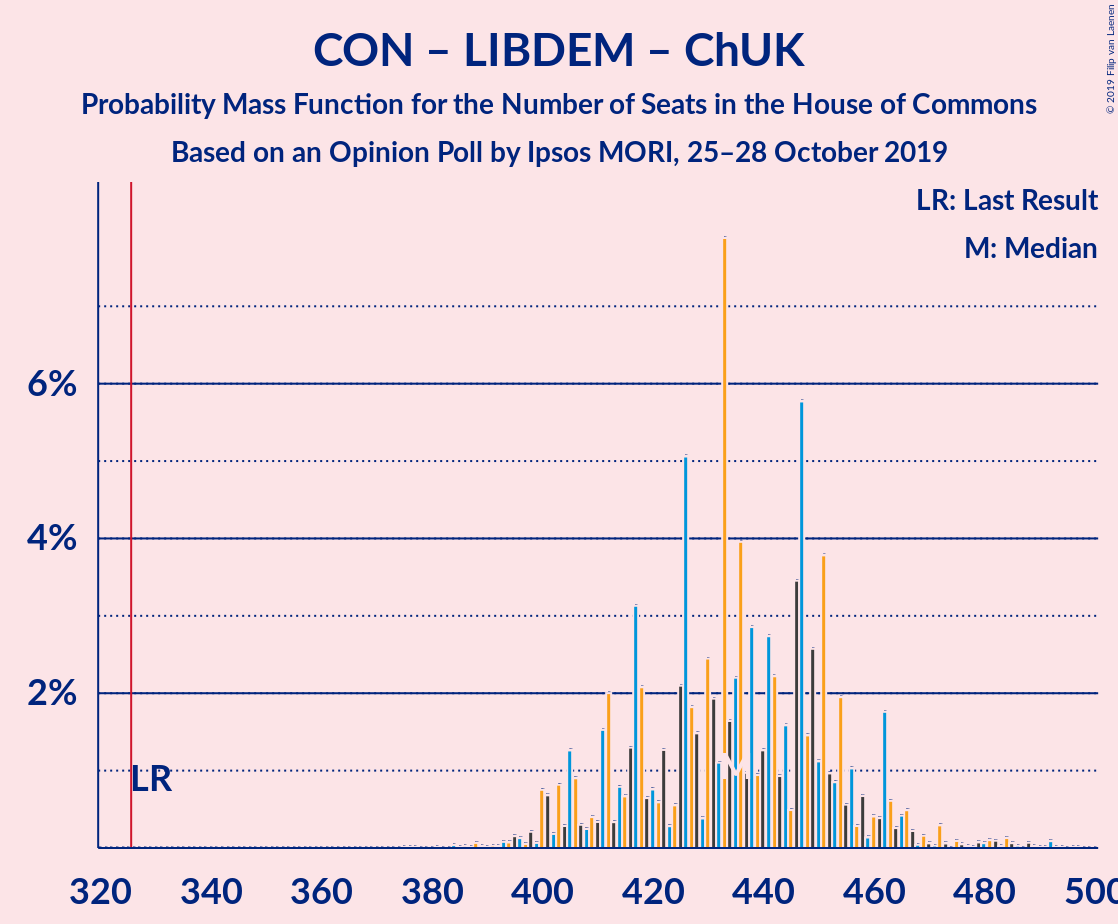 CON – LIBDEM – ChUK
Probability Mass Function for the Number of Seats in the House of Commons
Based on an Opinion Poll by Ipsos MORI, 25–28 October 2019
© 2019 Filip van Laenen
LR: Last Result
M: Median
6%
4%
2%
LR
320 340 360 380 400 420 440 460 480 500